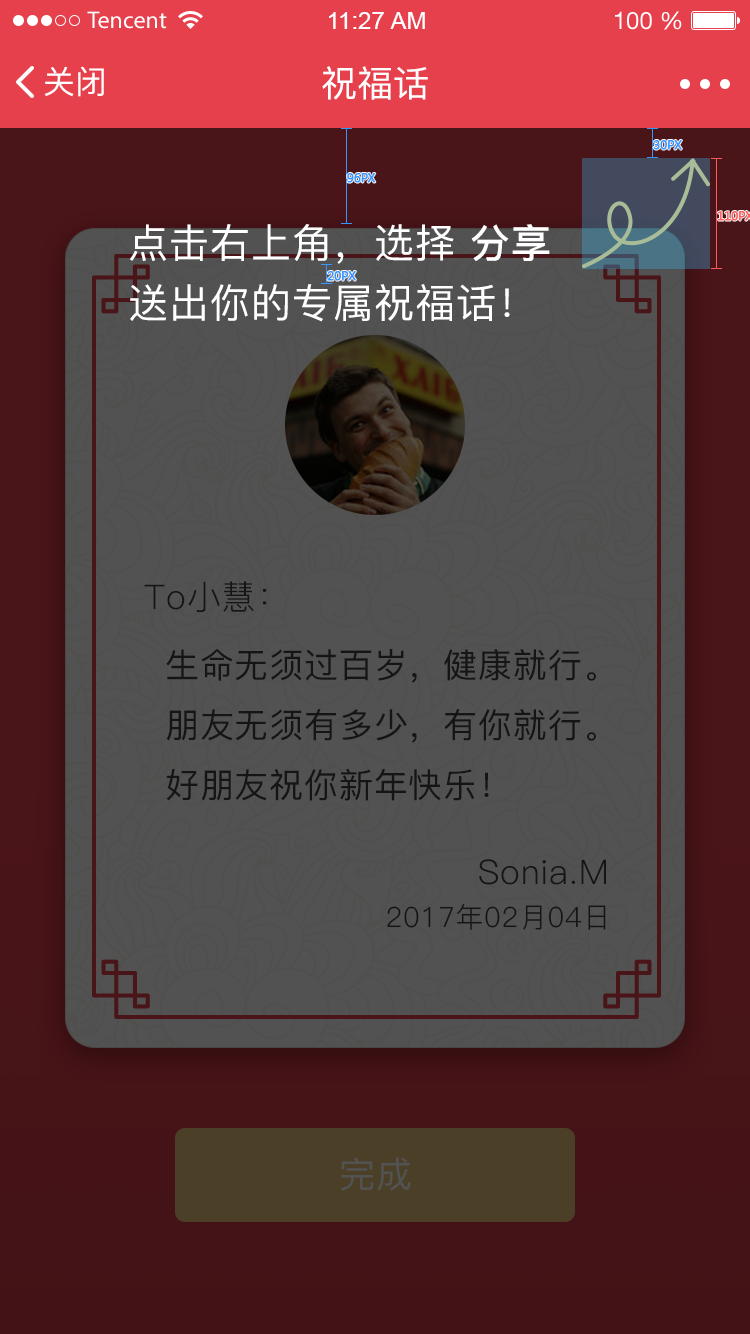 Tencent 11:27 AM 100 %
关闭 祝福话
30PX
96PX
110PX
点击右上角，选择 分享
20PX
送出你的专属祝福话！
XAIB
To小慧：
生命无须过百岁，健康就行。
朋友无须有多少，有你就行。
好朋友祝你新年快乐！
Sonia.M
2017年02月04日
完成